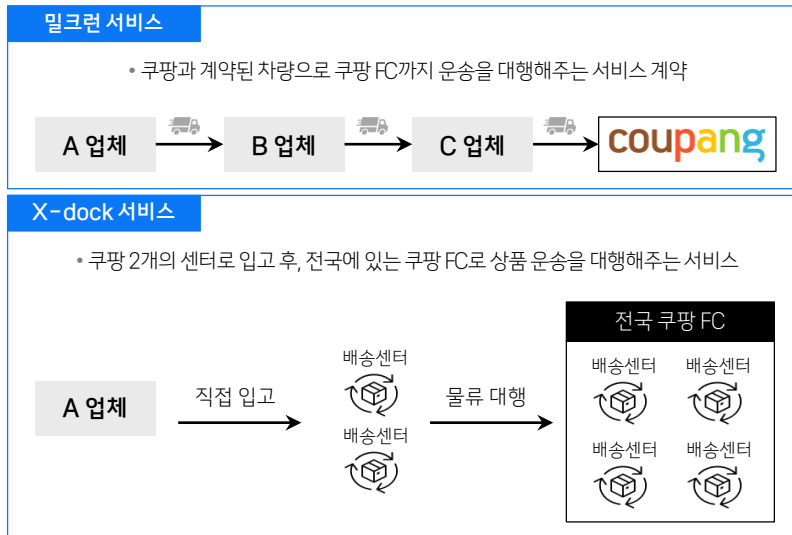 밀크런 서비스
• 쿠팡과 계약된 차량으로 쿠팡 FC까지 운송을 대행해주는 서비스 계약
A 업체 B 업체 C 업체 coupang
X-dock 서비스
• 쿠팡 2개의 센터로 입고 후, 전국에 있는 쿠팡 FC로 상품 운송을 대행해주는 서비스
전국 쿠팡 FC
A 업체
직접 입고
배송센터
배송센터
물류 대행
배송센터 배송센터
배송센터 배송센터